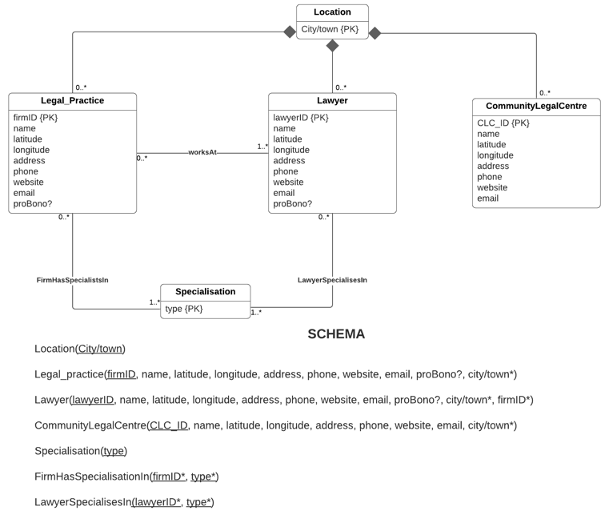 Location
City/town {PK}
0..*
0..*
0..*
Legal_Practice
firmID {PK}
name
latitude
longitude
address
phone
website
email
proBono?
Lawyer
lawyerID {PK}
name
latitude
longitude
address
phone
website
email
proBono?
CommunityLegalCentre
CLC_ID {PK}
name
latitude
longitude
address
phone
website
email
0..* worksAt 1..*
0..*
0..*
FirmHasSpecialistsIn
LawyerSpecialisesIn
Specialisation
type {PK}
1..*
1..*
SCHEMA
Location(City/town)
Legal_practice(firmID, name, latitude, longitude, address, phone, website, email, proBono?, city/town*)
Lawyer(lawyerID, name, latitude, longitude, address, phone, website, email, proBono?, city/town*, firmID*)
CommunityLegalCentre(CLC_ID, name, latitude, longitude, address, phone, website, email, city/town*)
Specialisation(type)
FirmHasSpecialisationIn(firmID*, type*)
LawyerSpecialisesIn(lawyerID*, type*)